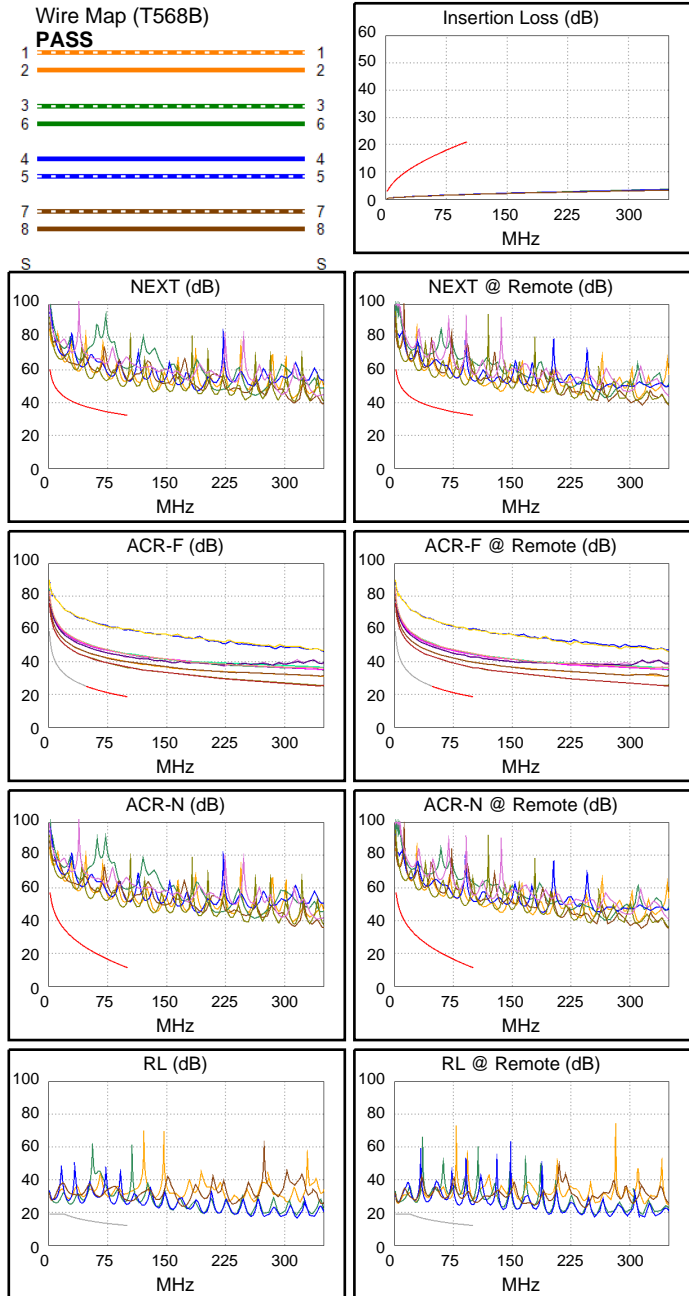 Wire Map (T568B)
PASS
1 1
2 2
3 3
6 6
4 4
5 5
7 7
8 8
S S
Insertion Loss (dB)
60
50
40
30
20
10
0
0 75 150 225 300
MHz
NEXT (dB)
100
80
60
40
20
0
0 75 150 225 300
MHz
NEXT @ Remote (dB)
100
80
60
40
20
0
0 75 150 225 300
MHz
ACR-F (dB)
100
80
60
40
20
0
0 75 150 225 300
MHz
ACR-F @ Remote (dB)
100
80
60
40
20
0
0 75 150 225 300
MHz
ACR-N (dB)
100
80
60
40
20
0
0 75 150 225 300
MHz
ACR-N @ Remote (dB)
100
80
60
40
20
0
0 75 150 225 300
MHz
RL (dB)
100
80
60
40
20
0
0 75 150 225 300
MHz
RL @ Remote (dB)
100
80
60
40
20
0
0 75 150 225 300
MHz